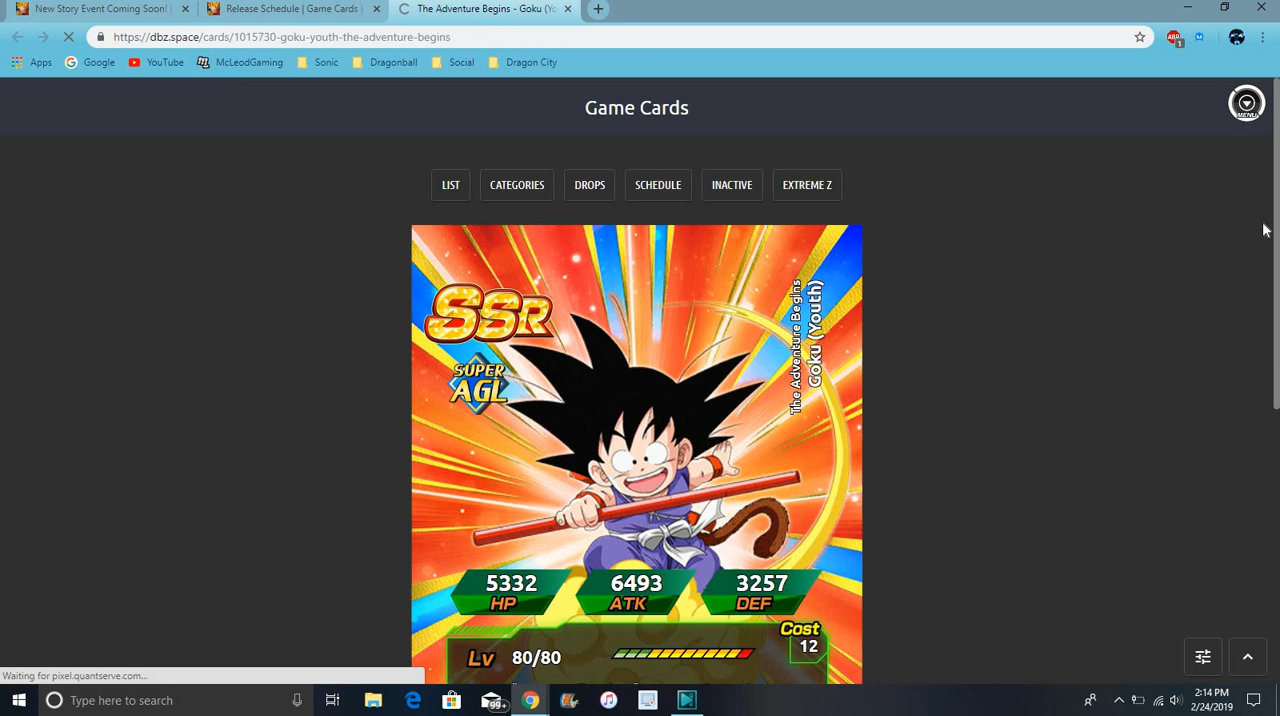 New Story Event Coming Soon!
Release Schedule | Game Cards
The Adventure Begins - Goku (Yo
https://dbz.space/cards/1015730-goku-youth-the-adventure-begins
Apps
Google
YouTube
McLeodGaming
Sonic
Dragonball
Social
Dragon City
Game Cards
MENU
LIST
CATEGORIES
DROPS
SCHEDULE
INACTIVE
EXTREME Z
SSR
SUPER
AGL
The Adventure Begins
Goku (Youth)
5332
HP
6493
ATK
3257
DEF
Cost
12
Lv 80/80
Waiting for pixel.quantserve.com...
Type here to search
99+
2:14 PM
2/24/2019